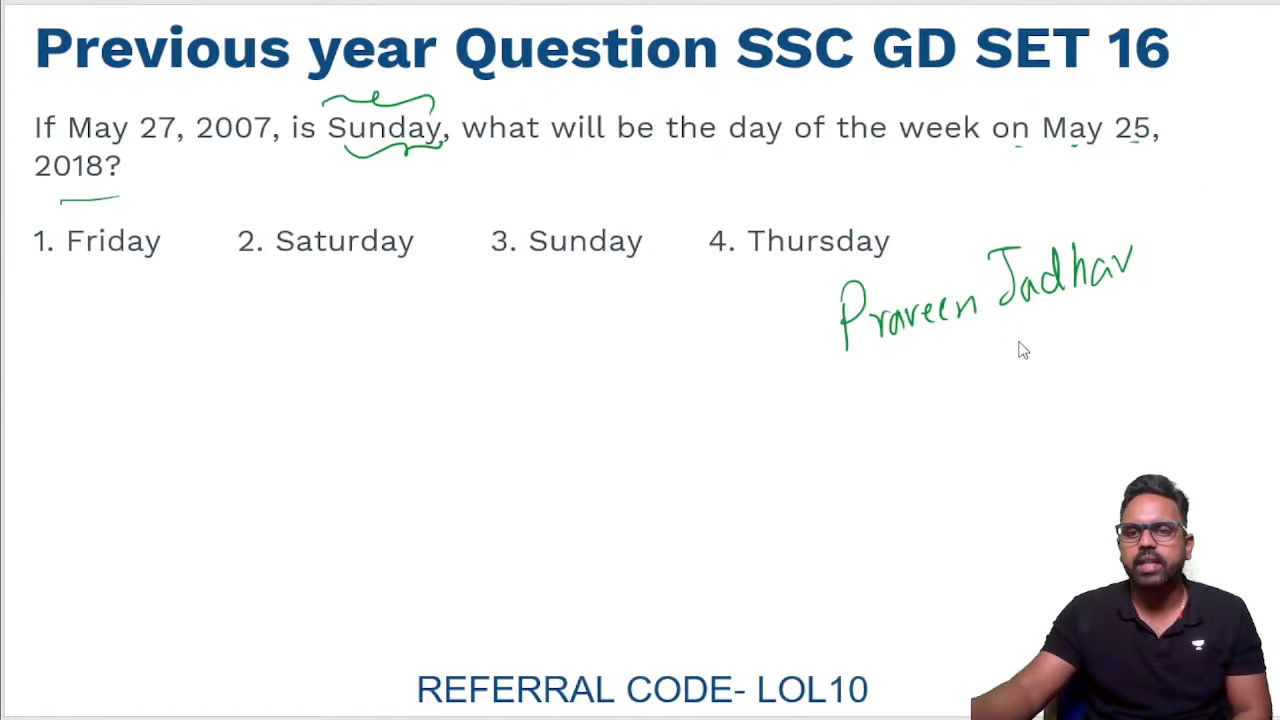 Previous year Question SSC GD SET 16
If May 27, 2007, is Sunday, what will be the day of the week on May 25,
2018?
1. Friday 2. Saturday 3. Sunday 4. Thursday
Praveen Jadhav
REFERRAL CODE- LOL10